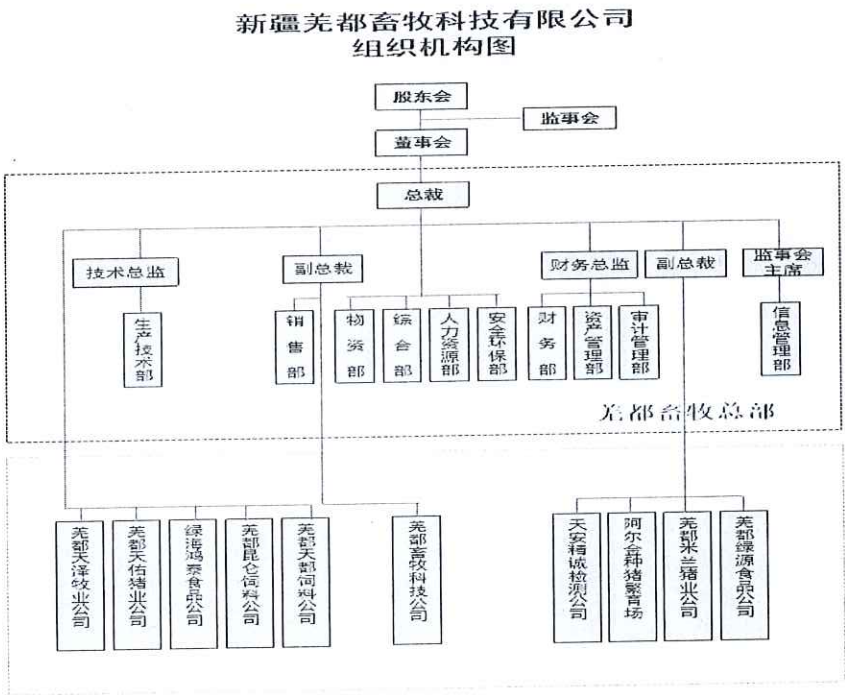 新疆羌都畜牧科技有限公司
组织机构图
股东会
监事会
董事会
总裁
技术总监
副总裁
财务总监
副总裁
监事会
主席
生产技术部
销售部
物资部
综合部
人力资源部
安全环保部
财务部
资产管理部
审计管理部
信息管理部
羌都畜牧总部
羌都天泽牧业公司
羌都天佑猪业公司
绿海鸿泰食品公司
羌都昆仑饲料公司
羌都天都饲料公司
羌都畜牧科技公司
天安精诚检测公司
阿尔金种猪繁育场
羌都米兰猪业公司
羌都绿源食品公司